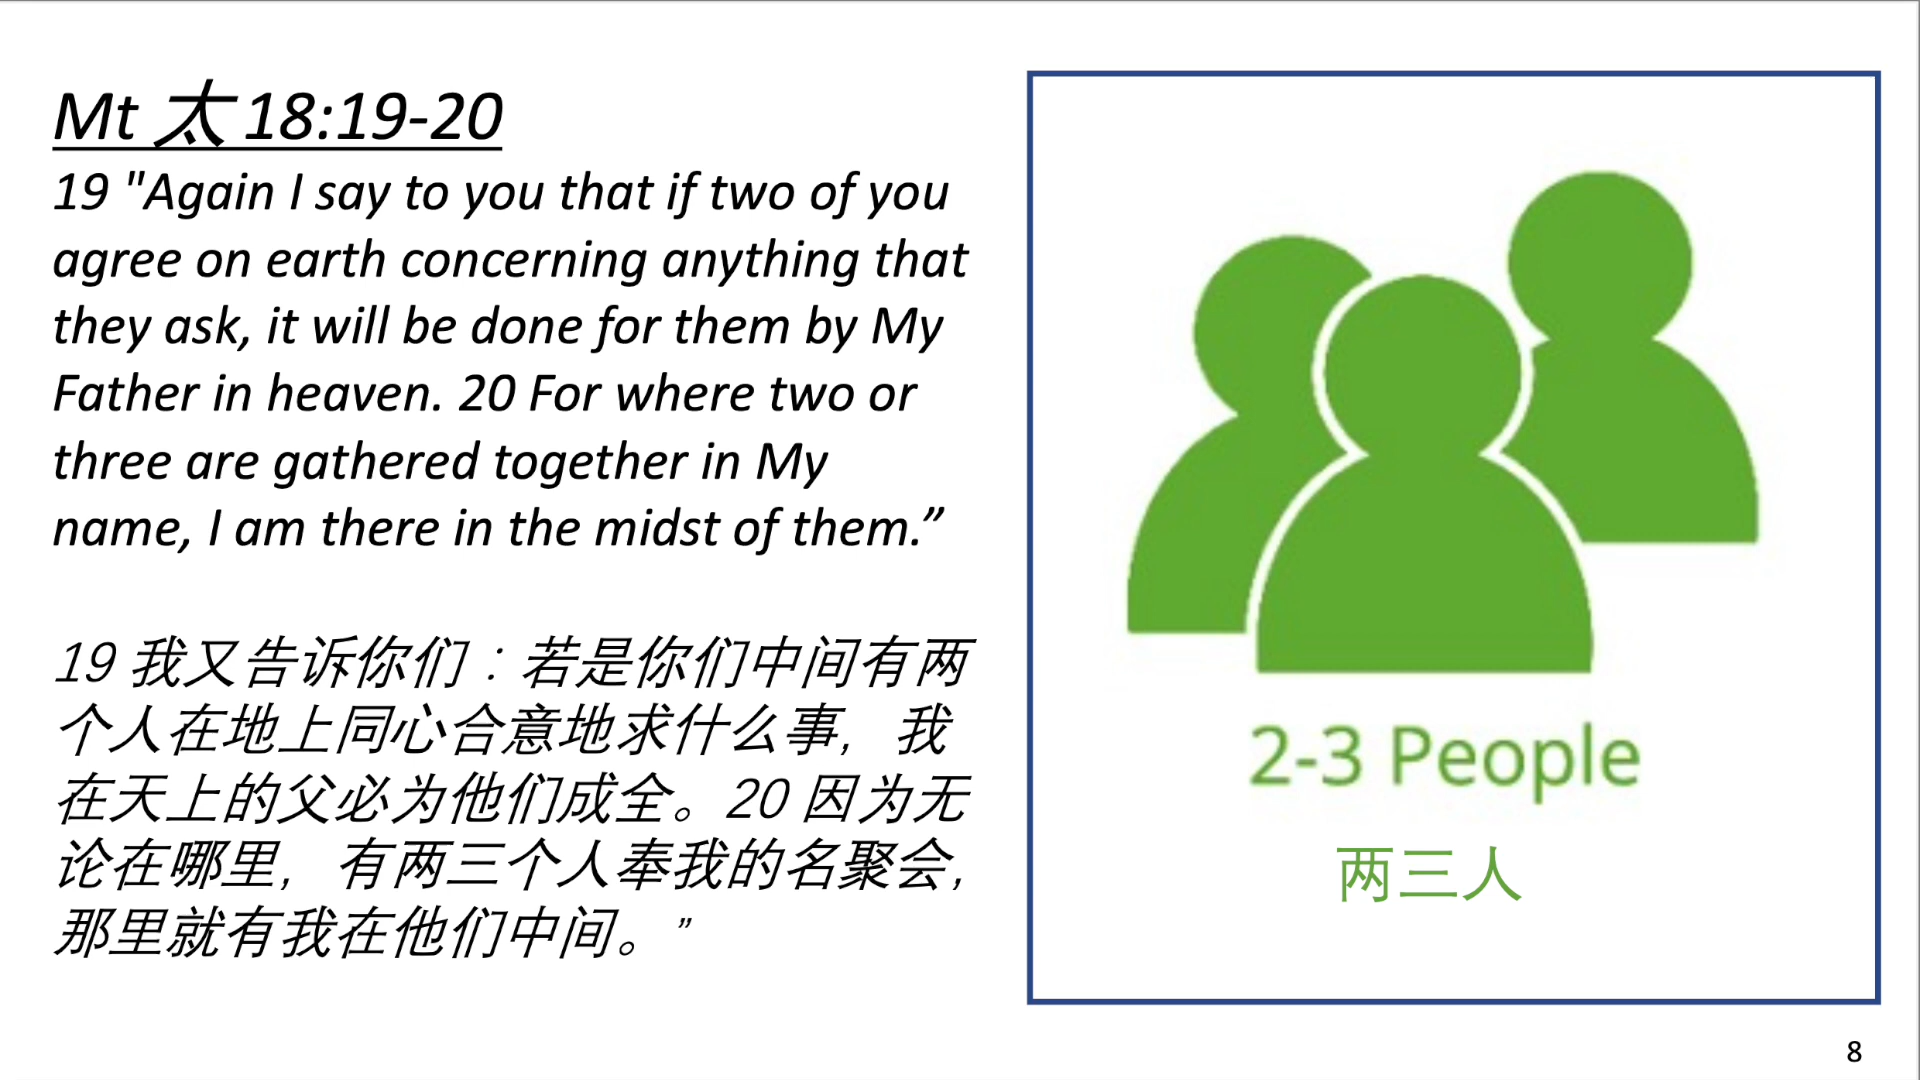 Mt 太 18:19-20
19 "Again I say to you that if two of you
agree on earth concerning anything that
they ask, it will be done for them by My
Father in heaven. 20 For where two or
three are gathered together in My
name, I am there in the midst of them.”
19 我又告诉你们：若是你们中间有两
个人在地上同心合意地求什么事，我
在天上的父必为他们成全。20 因为无
论在哪里，有两三个人奉我的名聚会，
那里就有我在他们中间。”
2-3 People
两三人
8